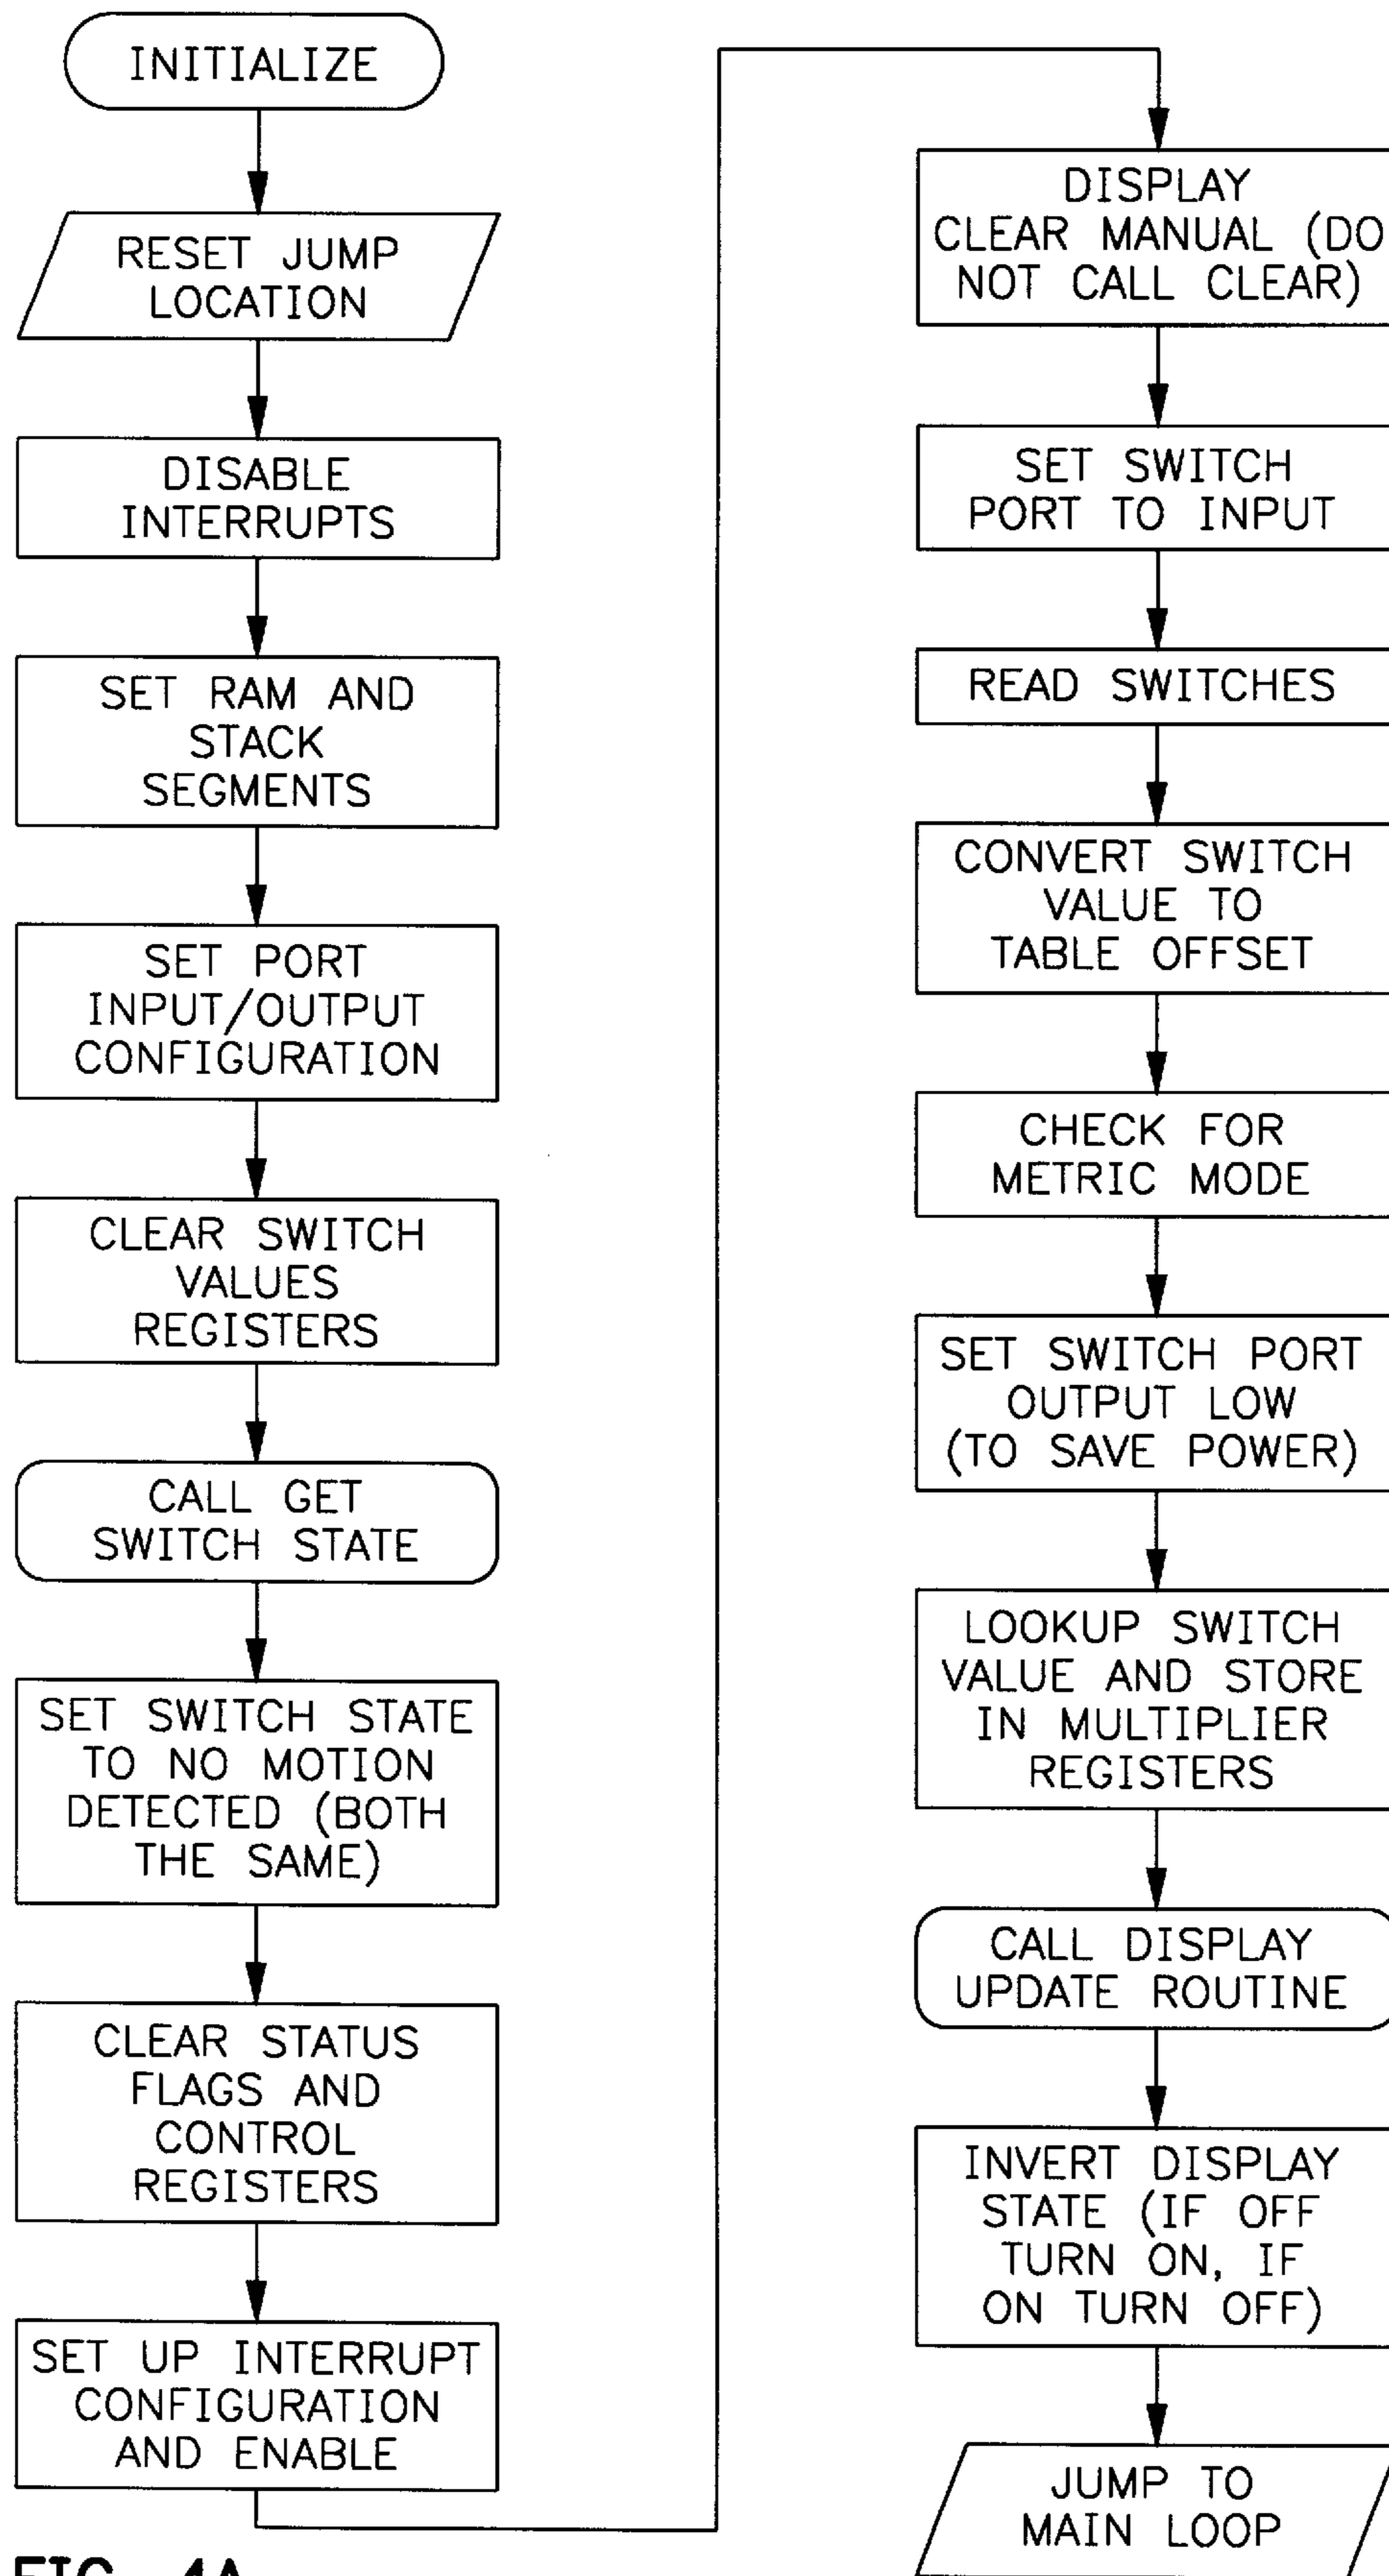 INITIALIZE
RESET JUMP
LOCATION
DISABLE
INTERRUPTS
SET RAM AND
STACK
SEGMENTS
SET PORT
INPUT/OUTPUT
CONFIGURATION
CLEAR SWITCH
VALUES
REGISTERS
CALL GET
SWITCH STATE
SET SWITCH STATE
TO NO MOTION
DETECTED (BOTH
THE SAME)
CLEAR STATUS
FLAGS AND
CONTROL
REGISTERS
SET UP INTERRUPT
CONFIGURATION
AND ENABLE
DISPLAY
CLEAR MANUAL (DO
NOT CALL CLEAR)
SET SWITCH
PORT TO INPUT
READ SWITCHES
CONVERT SWITCH
VALUE TO
TABLE OFFSET
CHECK FOR
METRIC MODE
SET SWITCH PORT
OUTPUT LOW
(TO SAVE POWER)
LOOKUP SWITCH
VALUE AND STORE
IN MULTIPLIER
REGISTERS
CALL DISPLAY
UPDATE ROUTINE
INVERT DISPLAY
STATE (IF OFF
TURN ON, IF
ON TURN OFF)
JUMP TO
MAIN LOOP
FIG. 4A